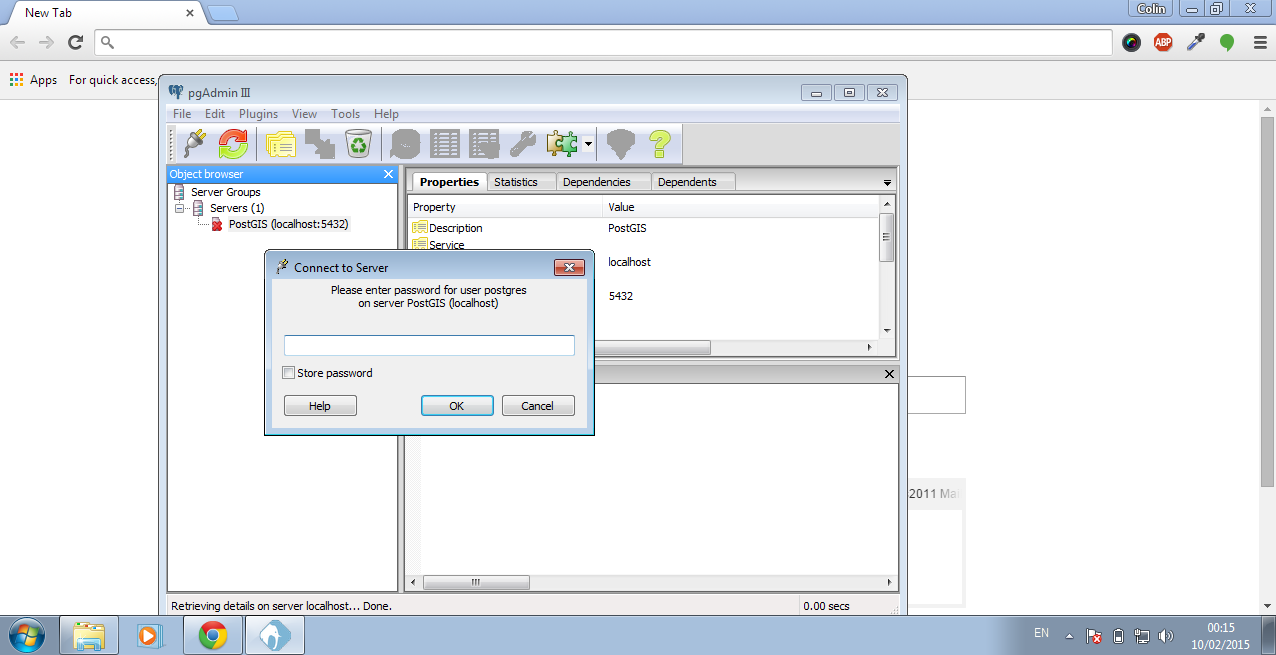 New Tab
Colin
ABP
Apps For quick access,
pgAdmin III
File Edit Plugins View Tools Help
Object browser
Server Groups
Servers (1)
PostGIS (localhost:5432)
Properties Statistics Dependencies Dependents
Property Value
Description PostGIS
Service
localhost
5432
Connect to Server
Please enter password for user postgres
on server PostGIS (localhost)
Store password
Help OK Cancel
2011 Mar
Retrieving details on server localhost... Done. 0.00 secs
EN
00:15
10/02/2015